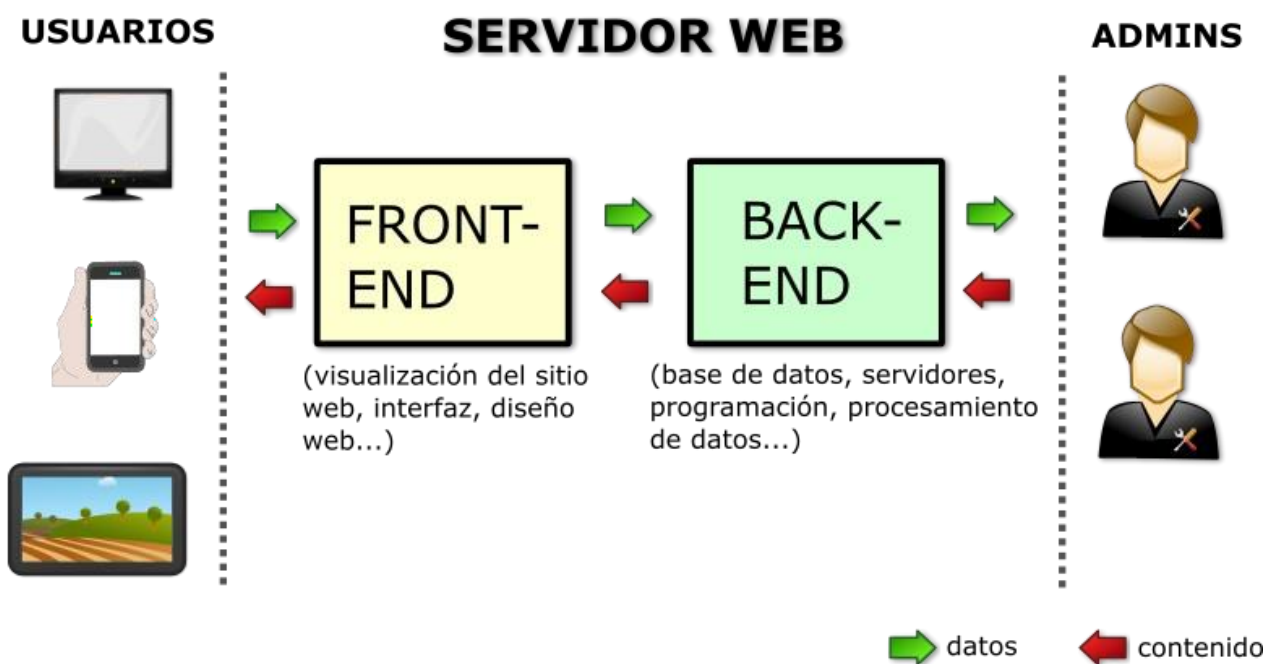 USUARIOS
SERVIDOR WEB
ADMINS
FRONT-
END
(visualización del sitio
web, interfaz, diseño
web...)
BACK-
END
(base de datos, servidores,
programación, procesamiento
de datos...)
datos
contenido